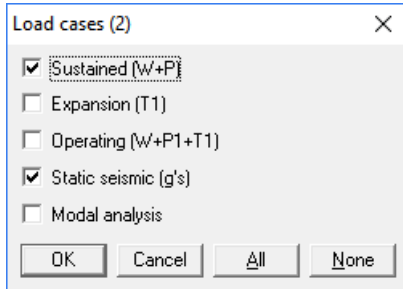 Load cases (2)
Sustained (W+P)
Expansion (T1)
Operating (W+P1+T1)
Static seismic (g's)
Modal analysis
OK Cancel All None